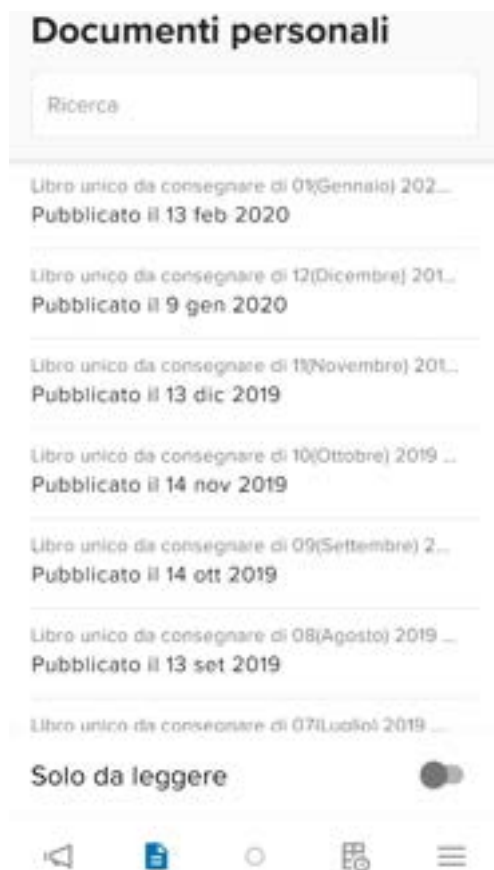 Documenti personali
Ricerca
Libro unico da consegnare di 01(Gennaio) 202...
Pubblicato il 13 feb 2020
Libro unico da consegnare di 12(Dicembre) 201...
Pubblicato il 9 gen 2020
Libro unico da consegnare di 11(Novembre) 201...
Pubblicato il 13 dic 2019
Libro unico da consegnare di 10(Ottobre) 2019 ...
Pubblicato il 14 nov 2019
Libro unico da consegnare di 09(Settembre) 2...
Pubblicato il 14 ott 2019
Libro unico da consegnare di 08(Agosto) 2019 ...
Pubblicato il 13 set 2019
Libro unico da consegnare di 07(Luglio) 2019 ...
Solo da leggere